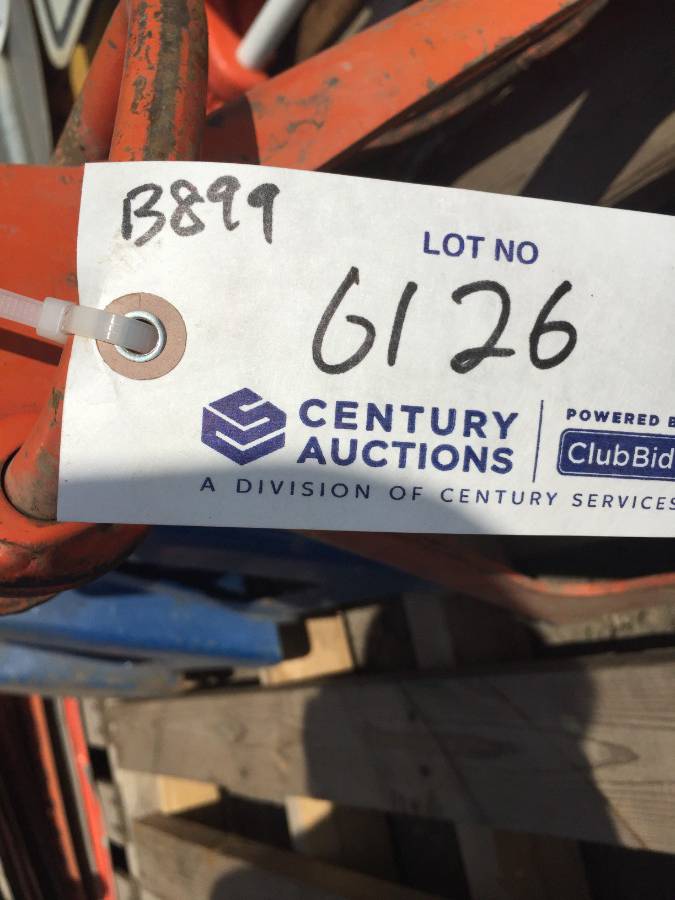 B899
LOT NO
6126
CENTURY
AUCTIONS
POWERED B
ClubBid
A DIVISION OF CENTURY SERVICES